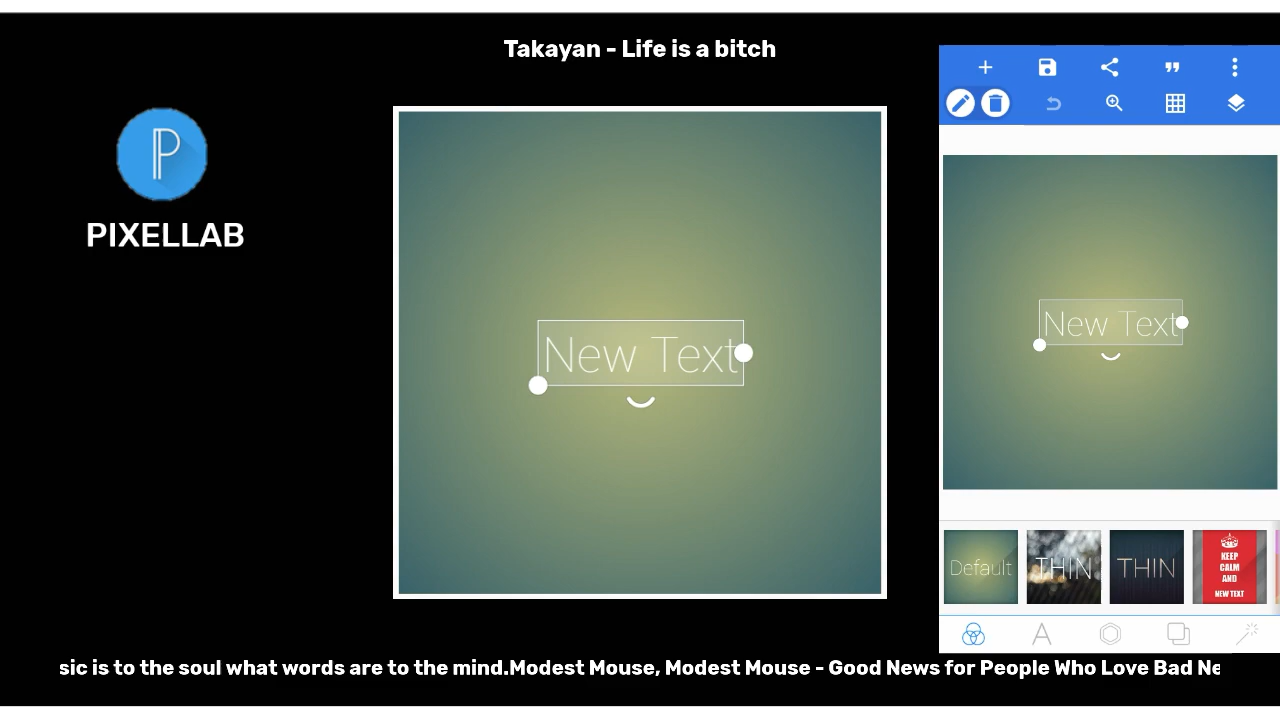 Takayan - Life is a bitch
PIXELLAB
New Text
New Text
Default
THIN
THIN
KEEP
CALM
AND
NEW TEXT
sic is to the soul what words are to the mind.Modest Mouse, Modest Mouse - Good News for People Who Love Bad Ne